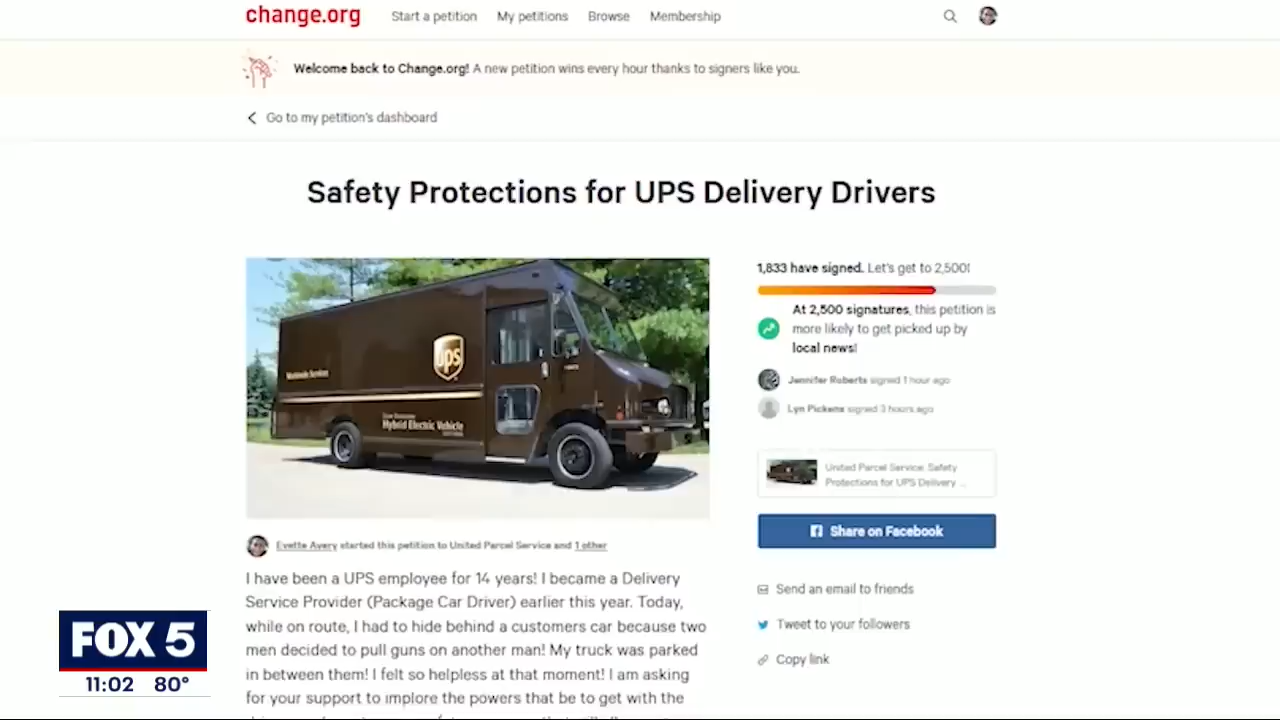 change.org
Start a petition
My petitions
Browse
Membership
Welcome back to Change.org! A new petition wins every hour thanks to signers like you.
Go to my petition's dashboard
Safety Protections for UPS Delivery Drivers
ups
Worldwide Services
Hybrid Electric Vehicle
1,833 have signed. Let's get to 2,500!
At 2,500 signatures, this petition is
more likely to get picked up by
local news!
Jennifer Roberts signed 1 hour ago
Lyn Pickens signed 3 hours ago
United Parcel Service: Safety
Protections for UPS Delivery ...
Share on Facebook
Send an email to friends
Tweet to your followers
Copy link
Evette Avery started this petition to United Parcel Service and 1 other
I have been a UPS employee for 14 years! I became a Delivery
Service Provider (Package Car Driver) earlier this year. Today,
while on route, I had to hide behind a customers car because two
men decided to pull guns on another man! My truck was parked
in between them! I felt so helpless at that moment! I am asking
for your support to implore the powers that be to get with the
FOX 5
11:02 80°